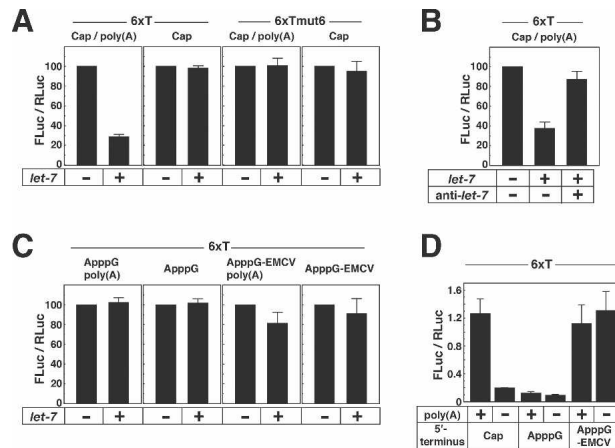 A
6xT 6xTmut6
Cap / poly(A) Cap Cap / poly(A) Cap
FLuc / RLuc
100
80
60
40
20
0
let-7 − + − + − + − +
B
6xT
Cap / poly(A)
FLuc / RLuc
100
80
60
40
20
0
let-7 − + +
anti-let-7 − − +
C
6xT
ApppG poly(A) ApppG ApppG-EMCV poly(A) ApppG-EMCV
FLuc / RLuc
100
80
60
40
20
0
let-7 − + − + − + − +
D
6xT
FLuc / RLuc
1.6
1.2
0.8
0.4
0
poly(A) + − + − + −
5'-terminus Cap ApppG ApppG -EMCV